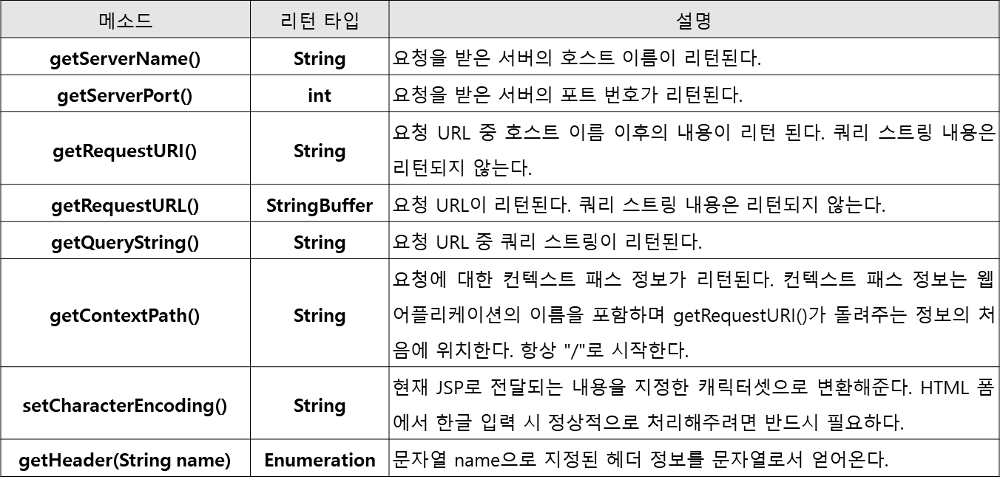 메소드 리턴 타입 설명
getServerName() String 요청을 받은 서버의 호스트 이름이 리턴된다.
getServerPort() int 요청을 받은 서버의 포트 번호가 리턴된다.
요청 URL 중 호스트 이름 이후의 내용이 리턴 된다. 쿼리 스트링 내용은
getRequestURI() String
리턴되지 않는다.
getRequestURL() StringBuffer 요청 URL이 리턴된다. 쿼리 스트링 내용은 리턴되지 않는다.
getQueryString() String 요청 URL 중 쿼리 스트링이 리턴된다.
요청에 대한 컨텍스트 패스 정보가 리턴된다. 컨텍스트 패스 정보는 웹
getContextPath() String 어플리케이션의 이름을 포함하며 getRequestURI()가 돌려주는 정보의 처
음에 위치한다. 항상 "/"로 시작한다.
현재 JSP로 전달되는 내용을 지정한 캐릭터셋으로 변환해준다. HTML 폼
setCharacterEncoding() String
에서 한글 입력 시 정상적으로 처리해주려면 반드시 필요하다.
getHeader(String name) Enumeration 문자열 name으로 지정된 헤더 정보를 문자열로서 얻어온다.